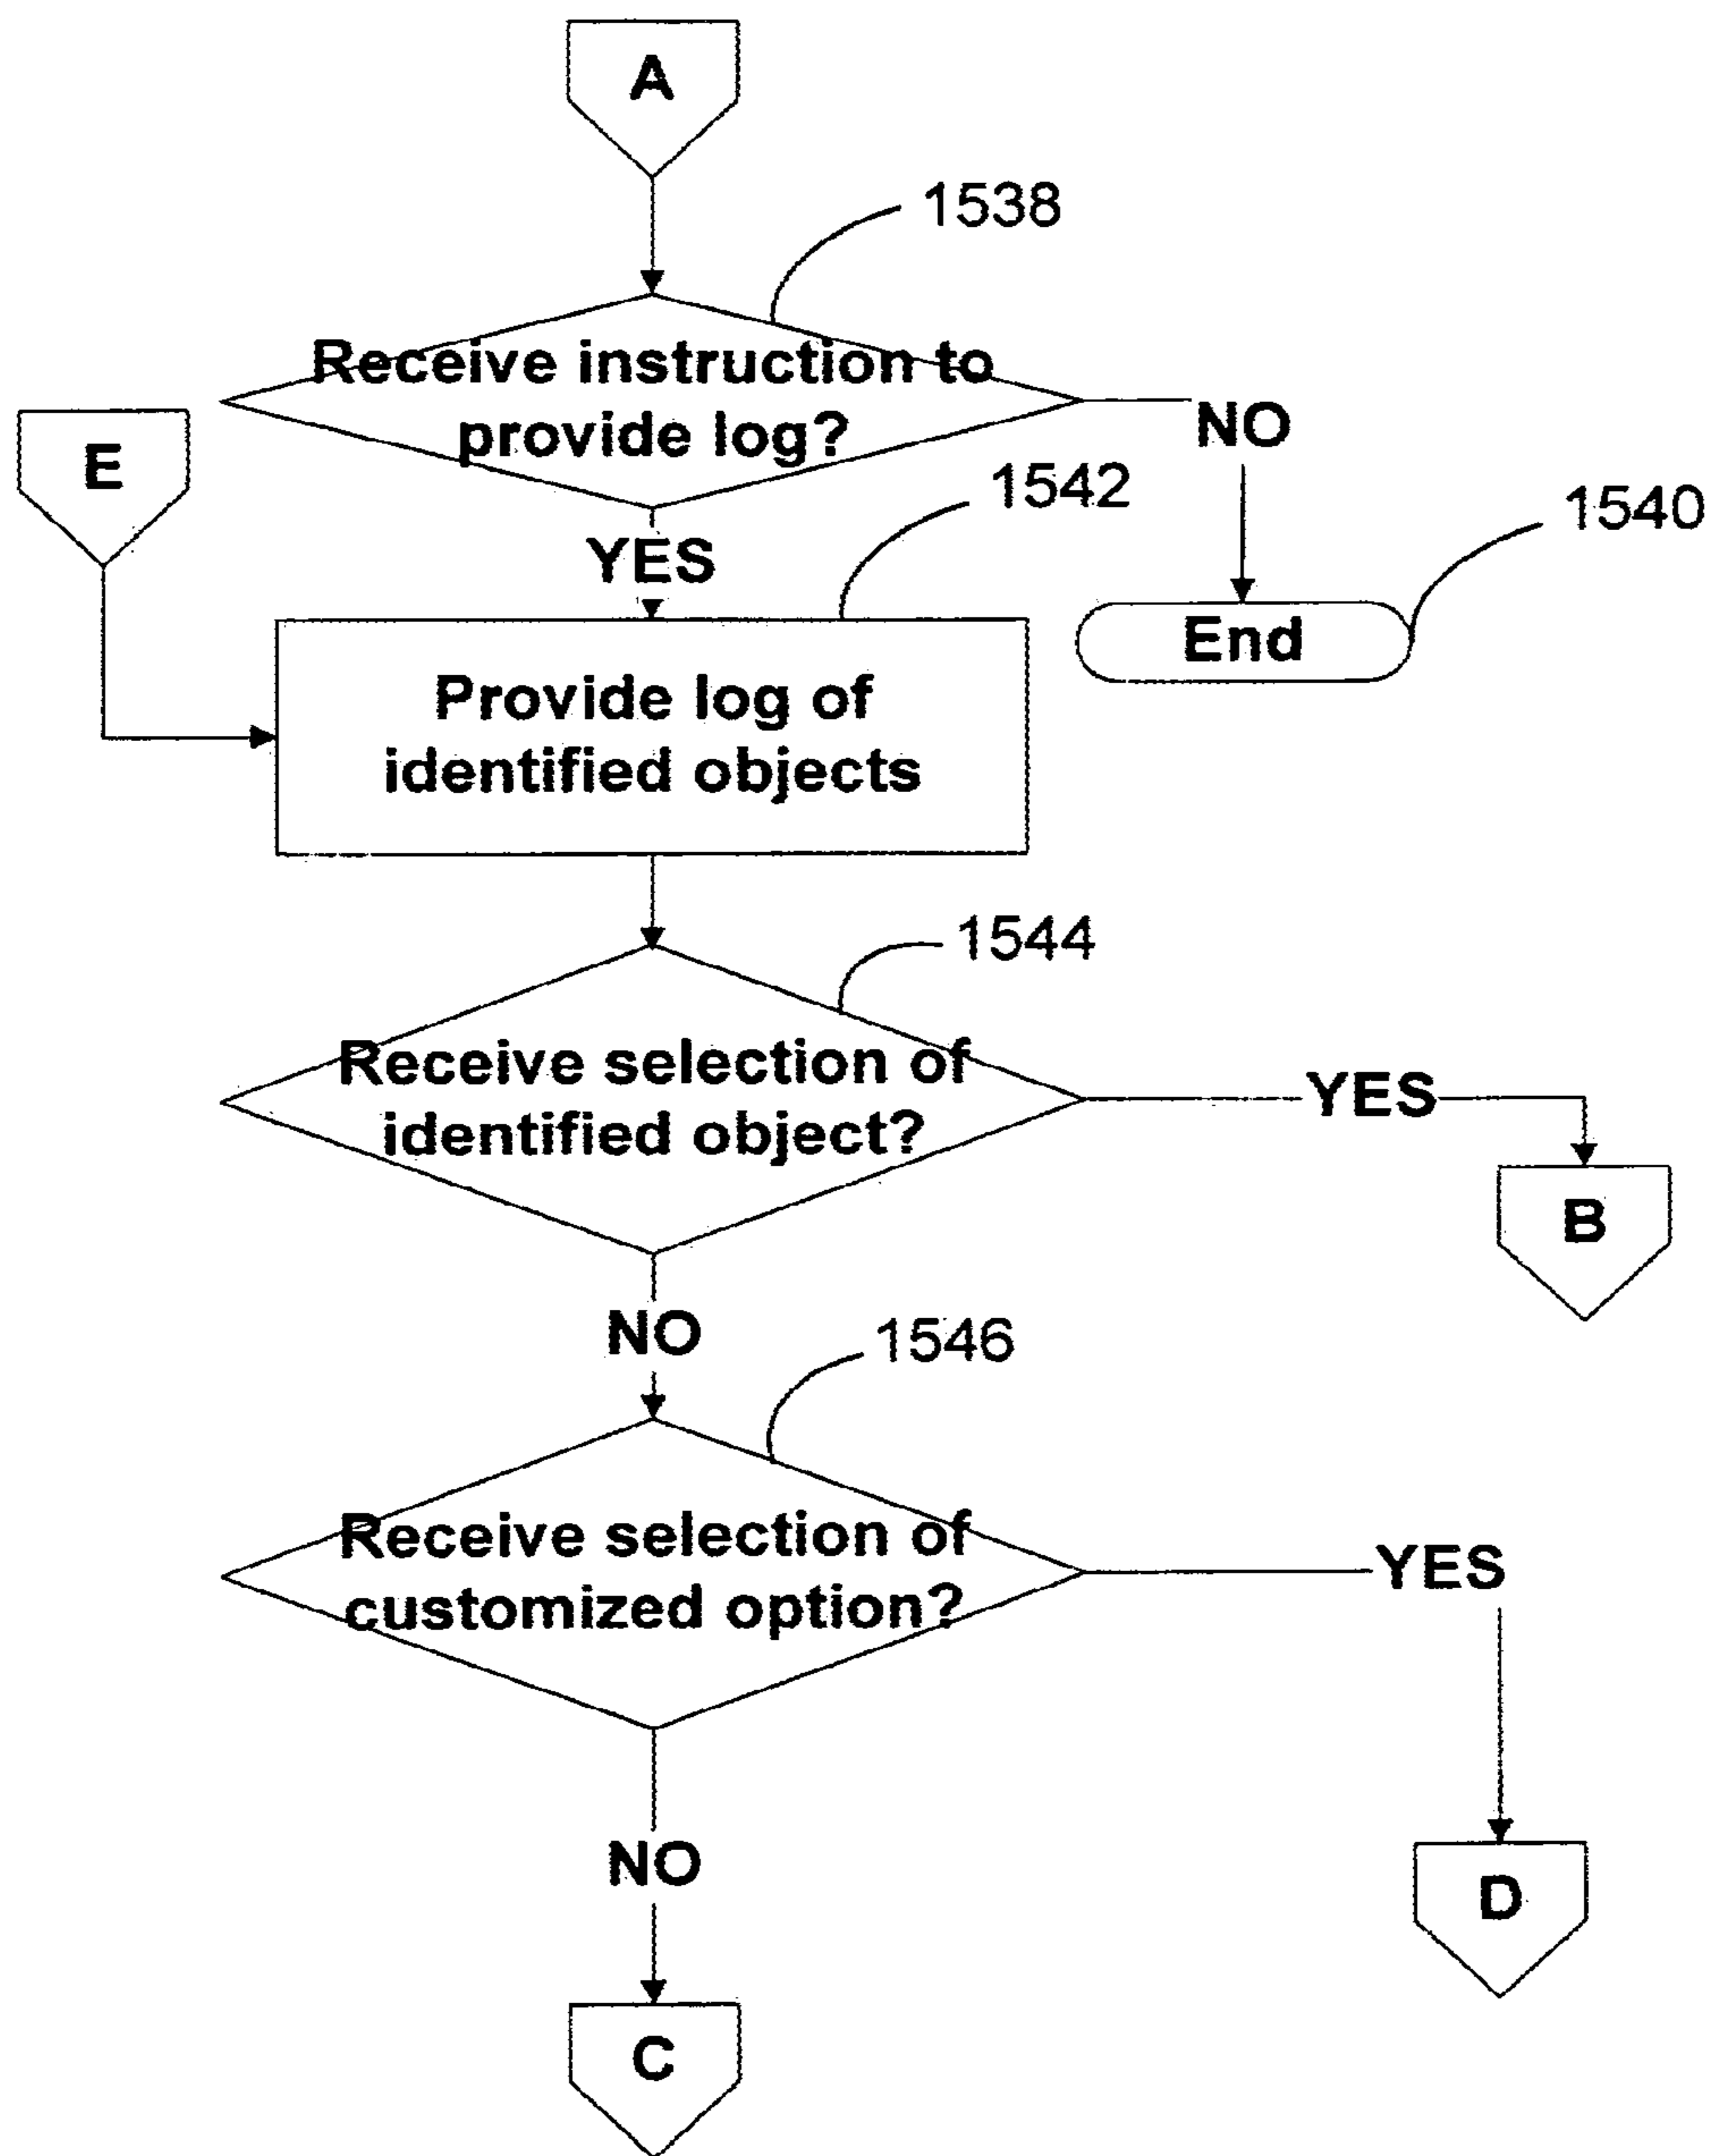 A
1538
Receive instruction to
provide log?
NO
E
1542
1540
YES
End
Provide log of
identified objects
1544
Receive selection of
identified object?
YES
B
NO
1546
Receive selection of
customized option?
YES
NO
D
C